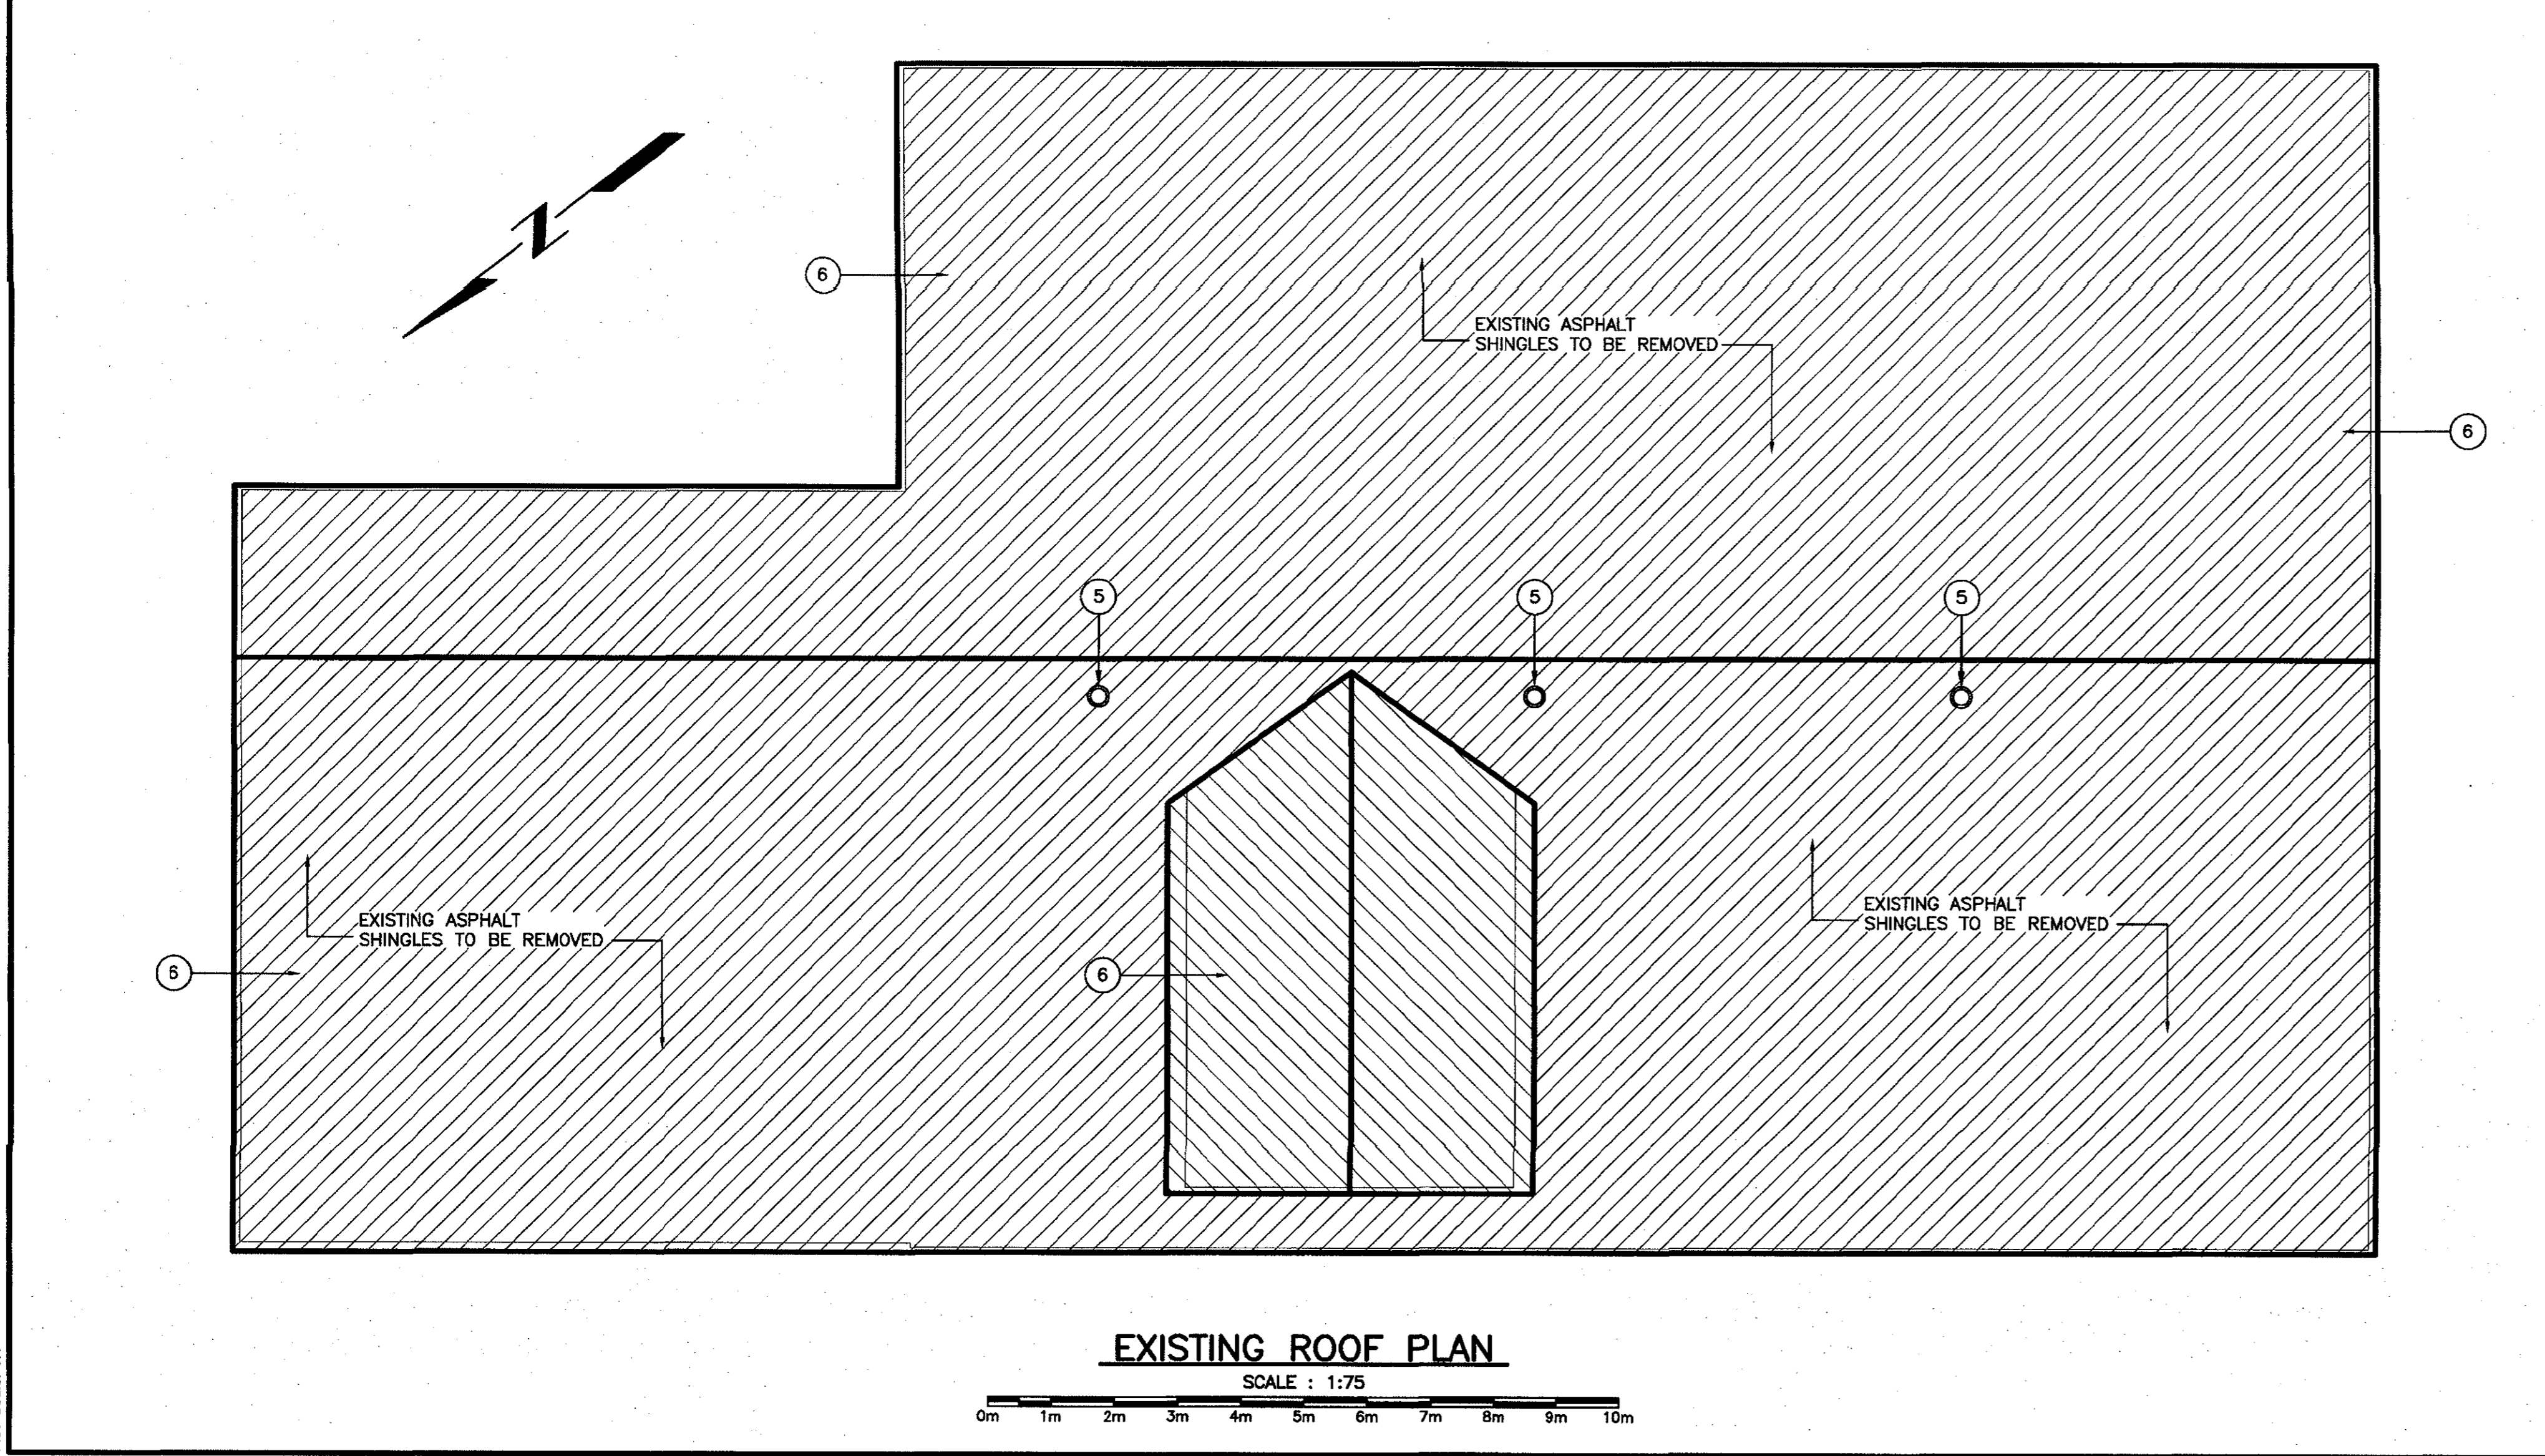 N
6
EXISTING ASPHALT
SHINGLES TO BE REMOVED
6
5
5
5
EXISTING ASPHALT
SHINGLES TO BE REMOVED
EXISTING ASPHALT
SHINGLES TO BE REMOVED
6
6
EXISTING ROOF PLAN
SCALE : 1:75
0m 1m 2m 3m 4m 5m 6m 7m 8m 9m 10m